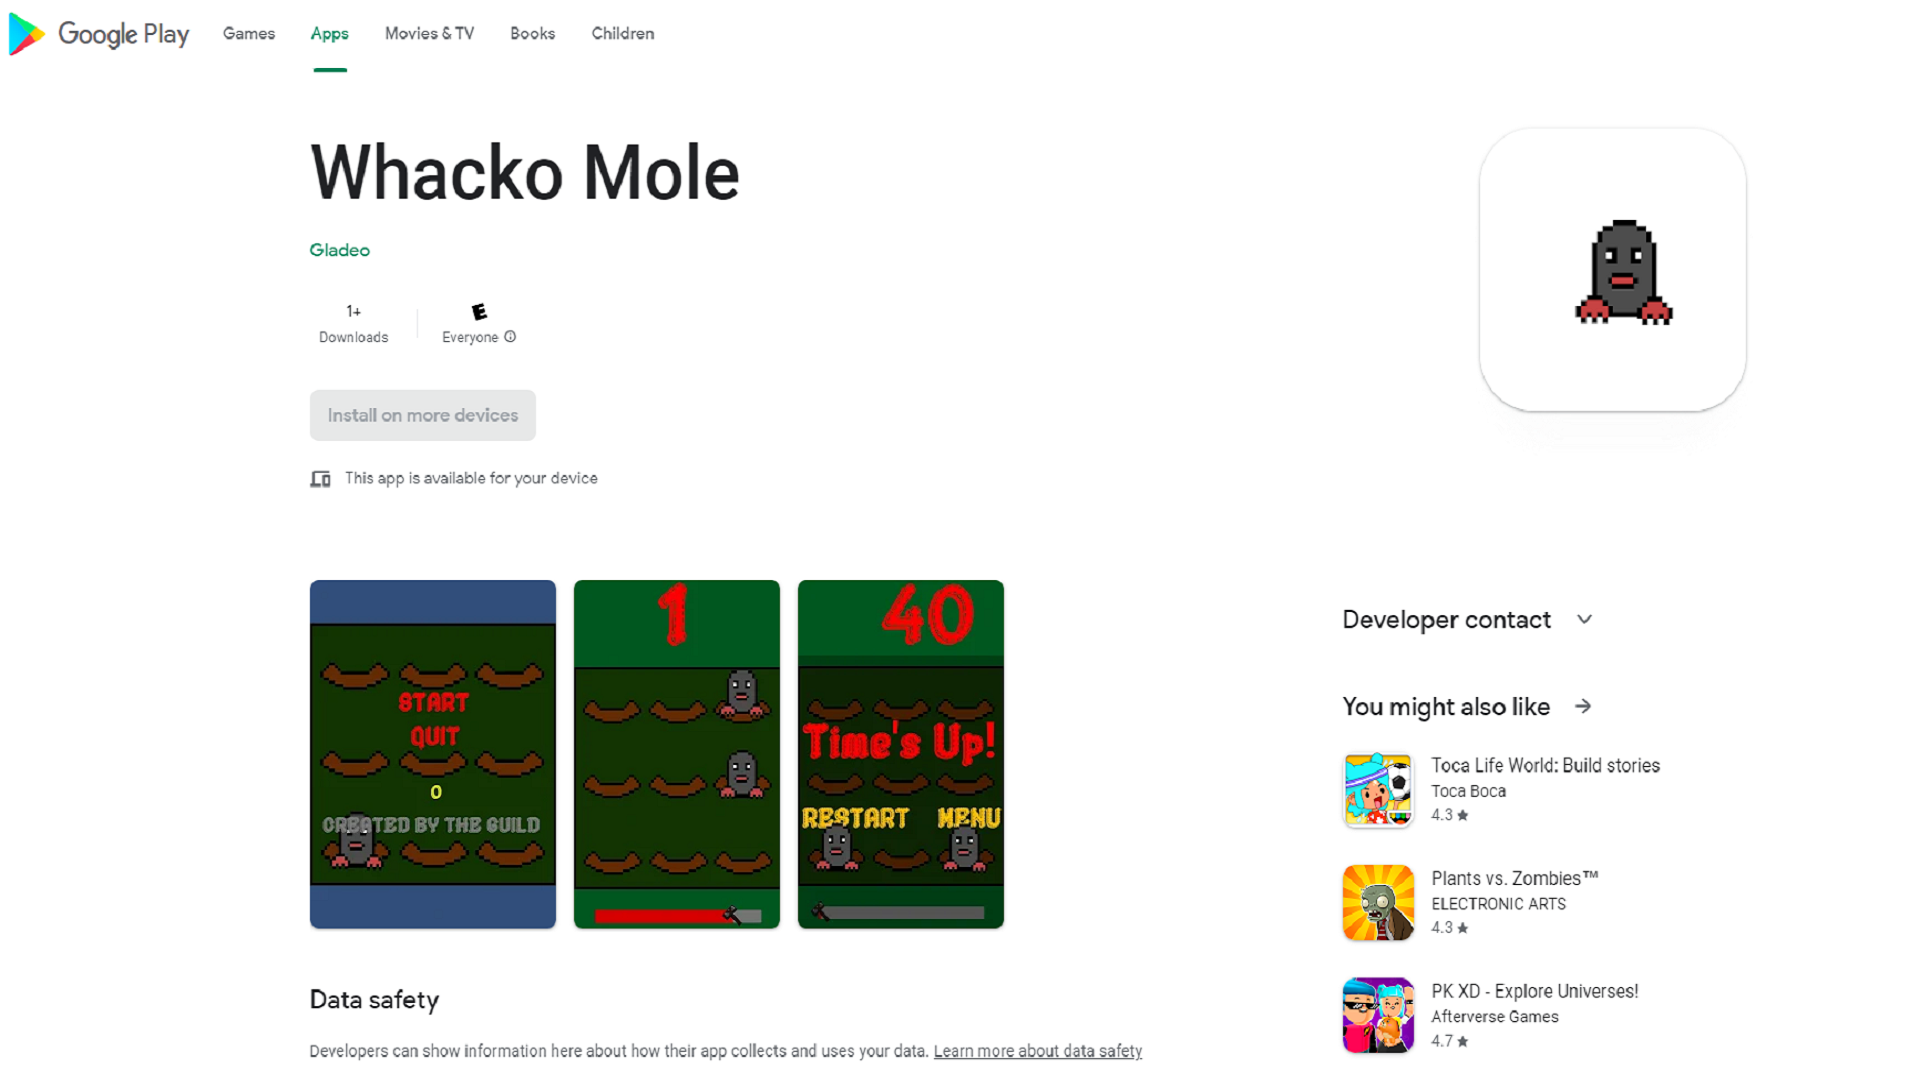 Google Play Games Apps Movies & TV Books Children
Whacko Mole
Gladeo
1+
Downloads
E
Everyone
Install on more devices
This app is available for your device
START
QUIT
0
CREATED BY THE GUILD
1
40
Time's Up!
RESTART MENU
Developer contact
You might also like
Toca Life World: Build stories
Toca Boca
4.3
Plants vs. Zombies™
ELECTRONIC ARTS
4.3
PK XD - Explore Universes!
Afterverse Games
4.7
Data safety
Developers can show information here about how their app collects and uses your data. Learn more about data safety